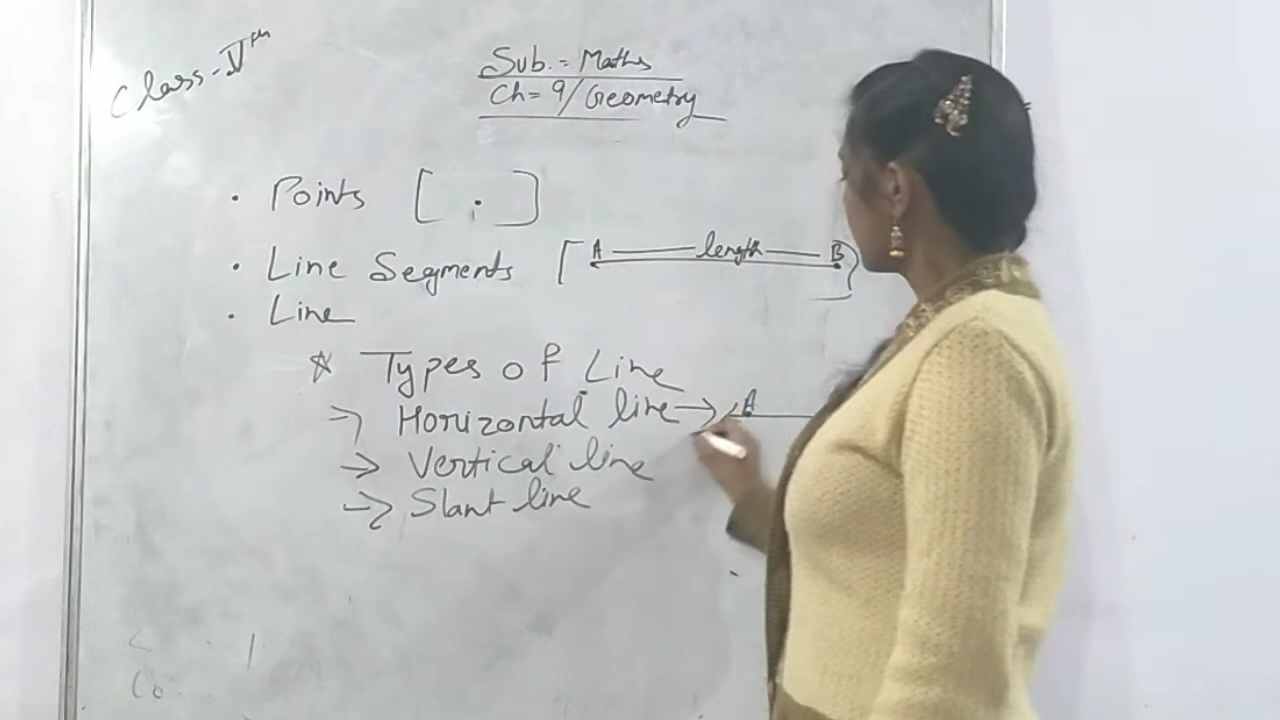 Class-Vth
Sub. = Maths
Ch = 9/Geometry
• Points [ . ]
• Line Segments [ A length B ]
• Line
☆ Types of Line
→ Horizontal line → A
→ Vertical line
→ Slant line